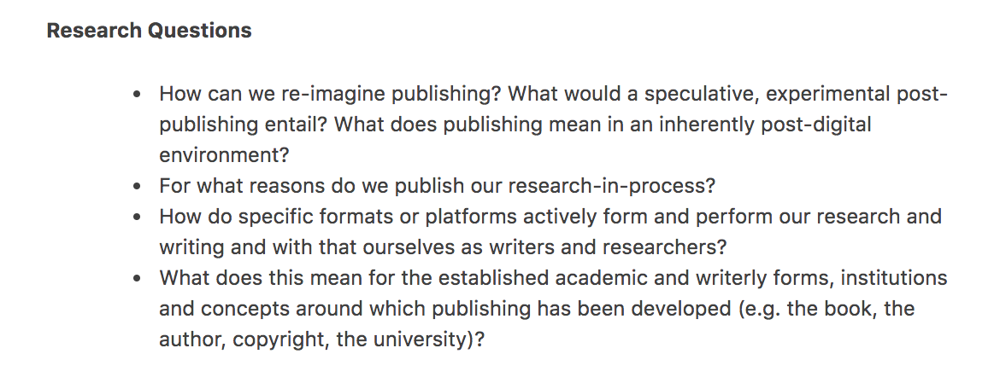 Research Questions
• How can we re-imagine publishing? What would a speculative, experimental post-
publishing entail? What does publishing mean in an inherently post-digital
environment?
• For what reasons do we publish our research-in-process?
• How do specific formats or platforms actively form and perform our research and
writing and with that ourselves as writers and researchers?
• What does this mean for the established academic and writerly forms, institutions
and concepts around which publishing has been developed (e.g. the book, the
author, copyright, the university)?